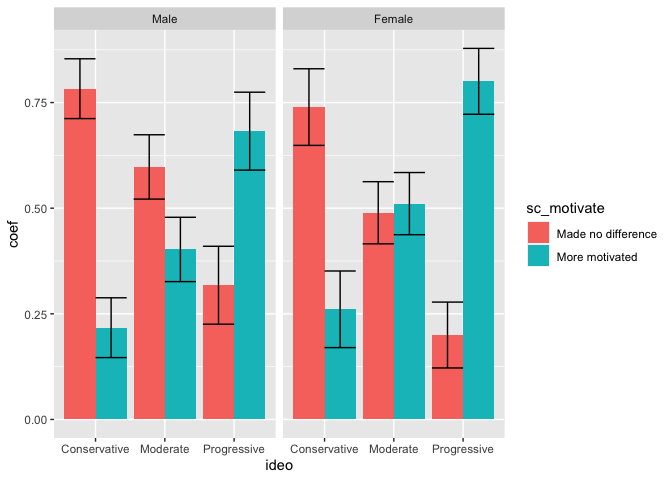 Male Female
0.75
0.50
0.25
0.00
coef
Conservative Moderate Progressive Conservative Moderate Progressive
ideo
sc_motivate
Made no difference
More motivated